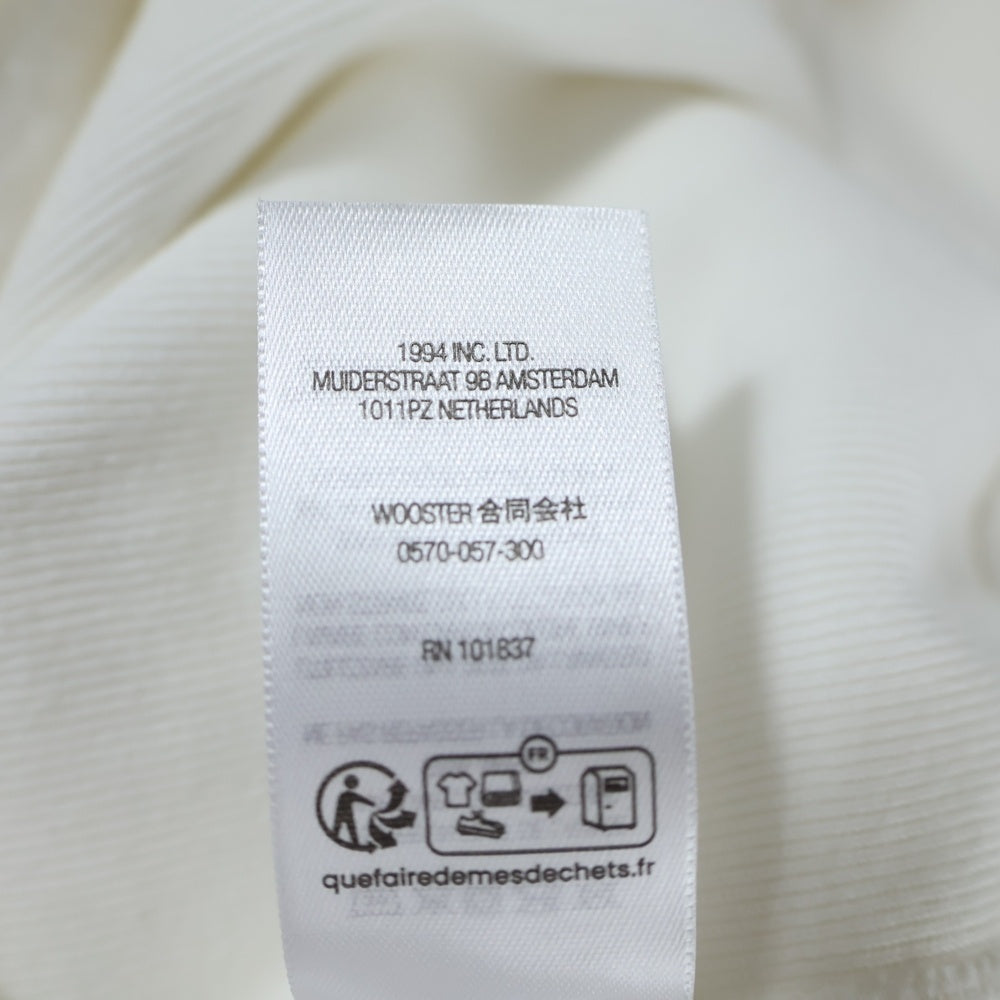 1994 INC. LTD.
MUIDERSTRAAT 9B AMSTERDAM
1011PZ NETHERLANDS
WOOSTER 合同会社
0570-057-300
RN 101837
FR
quefairedemesdechets.fr